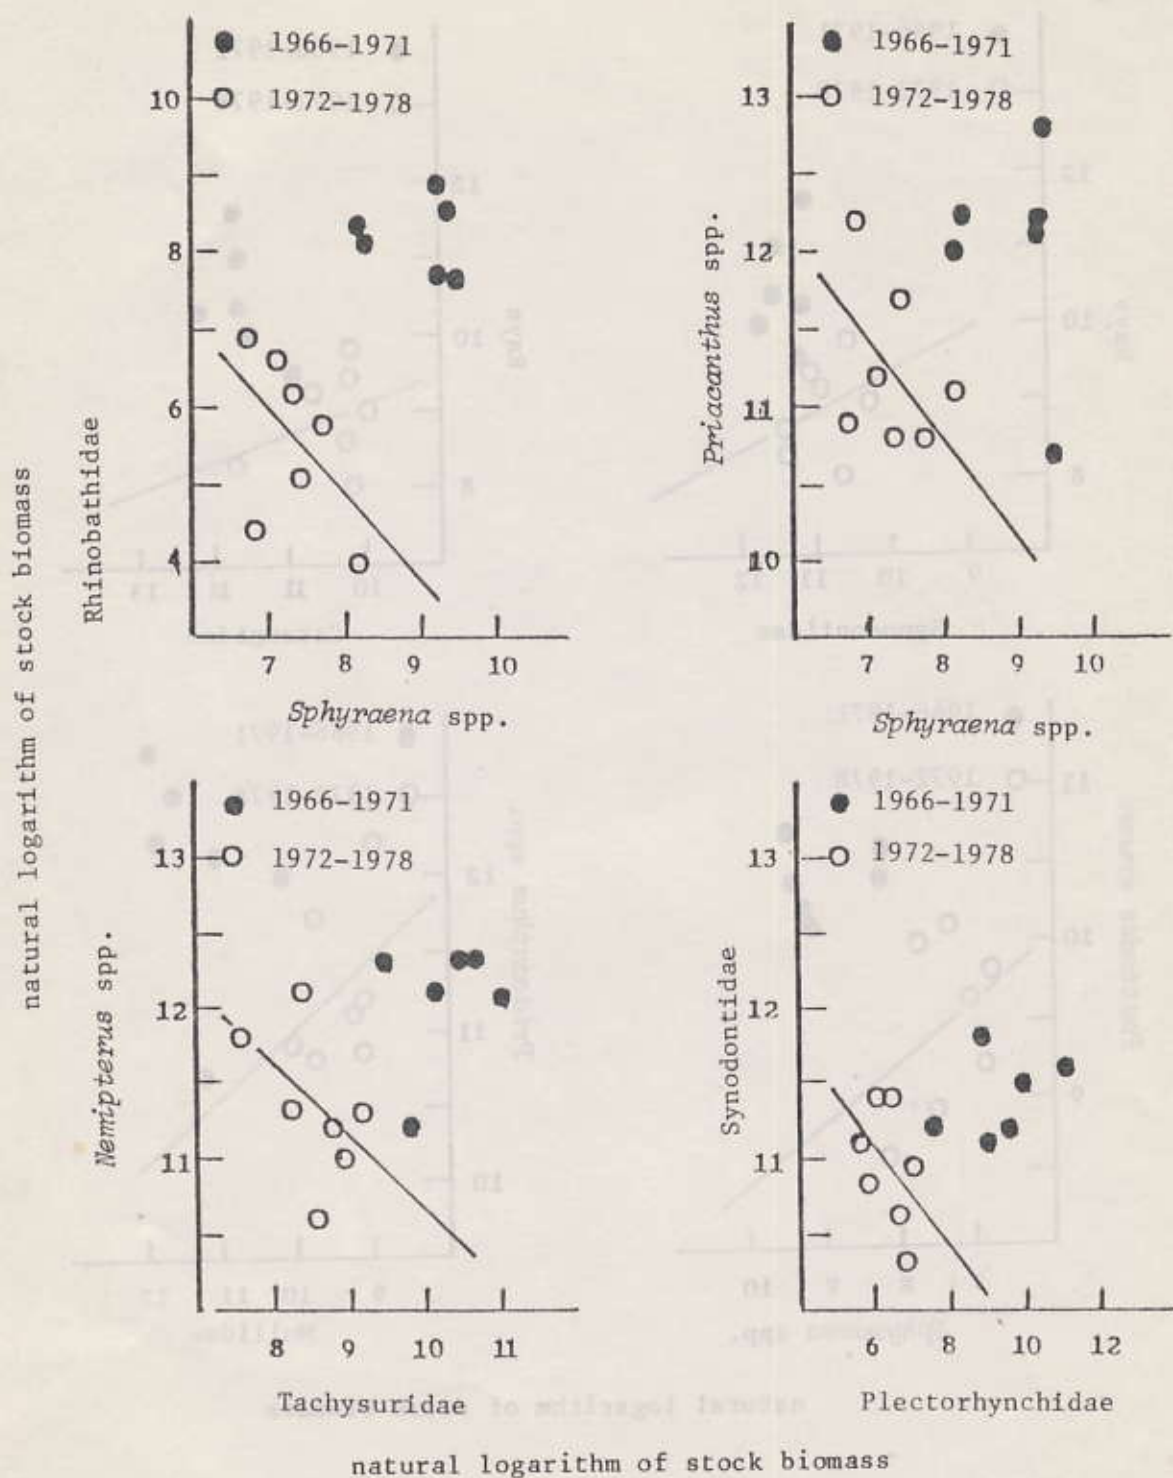 1966-1971
1972-1978
10
8
6
4
7 8 9 10
Rhinobathidae
Sphyraena spp.
1966-1971
1972-1978
13
12
11
10
7 8 9 10
Priacanthus spp.
Sphyraena spp.
natural logarithm of stock biomass
1966-1971
1972-1978
13
12
11
8 9 10 11
Nemipterus spp.
Tachysuridae
1966-1971
1972-1978
13
12
11
6 8 10 12
Synodontidae
Plectorhynchidae
natural logarithm of stock biomass